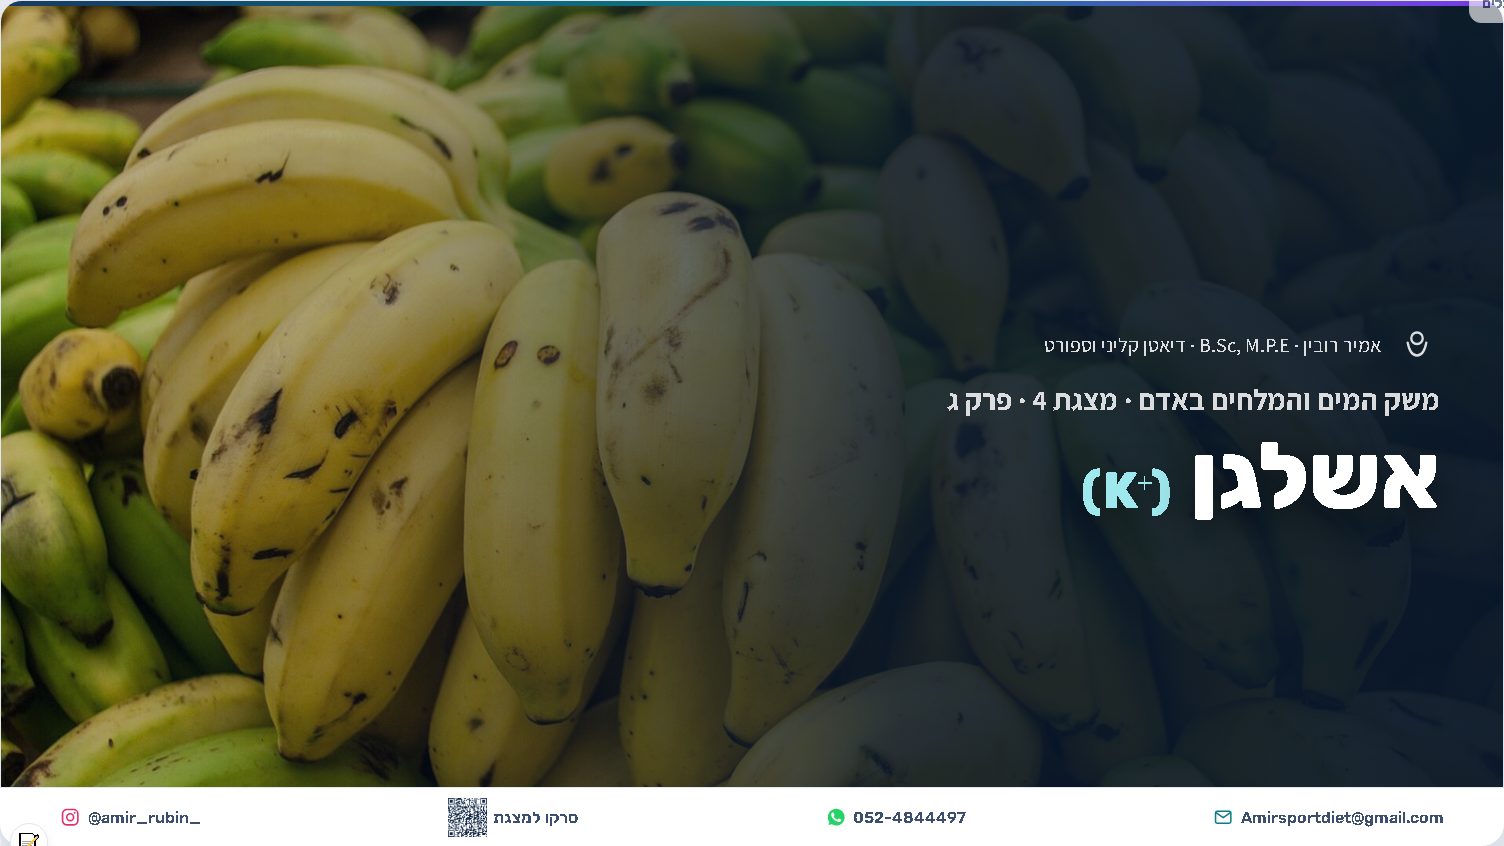 אמיר רובין · B.Sc, M.P.E · דיאטן קליני וספורט
משק המים והמלחים באדם · מצגת 4 · פרק ג
אשלגן (K+)
Amirsportdiet@gmail.com
052-4844497
סרקו למצגת
@amir_rubin_